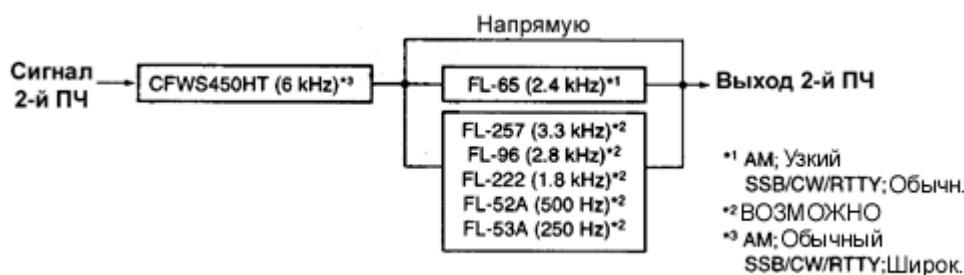 Напрямую
Сигнал
2-й ПЧ
CFWS450HT (6 kHz)*3
FL-65 (2.4 kHz)*1
Выход 2-й ПЧ
FL-257 (3.3 kHz)*2
FL-96 (2.8 kHz)*2
FL-222 (1.8 kHz)*2
FL-52A (500 Hz)*2
FL-53A (250 Hz)*2
*1 AM; Узкий
SSB/CW/RTTY; Обычн.
*2 ВОЗМОЖНО
*3 AM; Обычный
SSB/CW/RTTY; Широк.